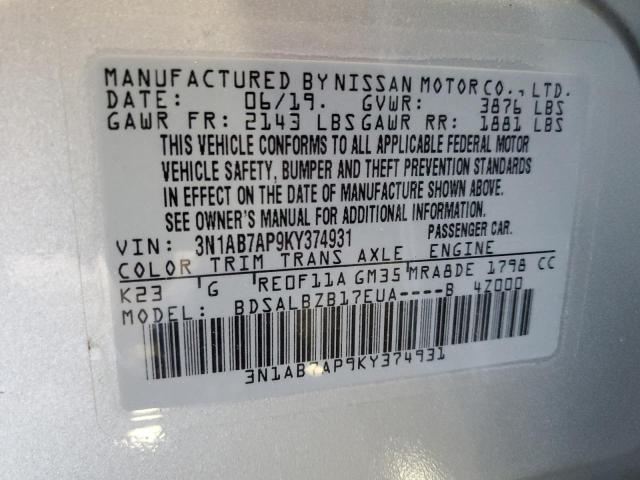 MANUFACTURED BY NISSAN MOTOR CO., LTD.
DATE: 06/19. GVWR: 3876 LBS
GAWR FR: 2143 LBS GAWR RR: 1881 LBS
THIS VEHICLE CONFORMS TO ALL APPLICABLE FEDERAL MOTOR
VEHICLE SAFETY, BUMPER AND THEFT PREVENTION STANDARDS
IN EFFECT ON THE DATE OF MANUFACTURE SHOWN ABOVE.
SEE OWNER'S MANUAL FOR ADDITIONAL INFORMATION.
VIN: 3N1AB7AP9KY374931 PASSENGER CAR.
COLOR TRIM TRANS AXLE ENGINE
K23 'G 'RE0F11A GM35'MRA8DE 1798 CC
MODEL: BDSALBZB17EUA----B 4Z000
3N1AB7AP9KY374931